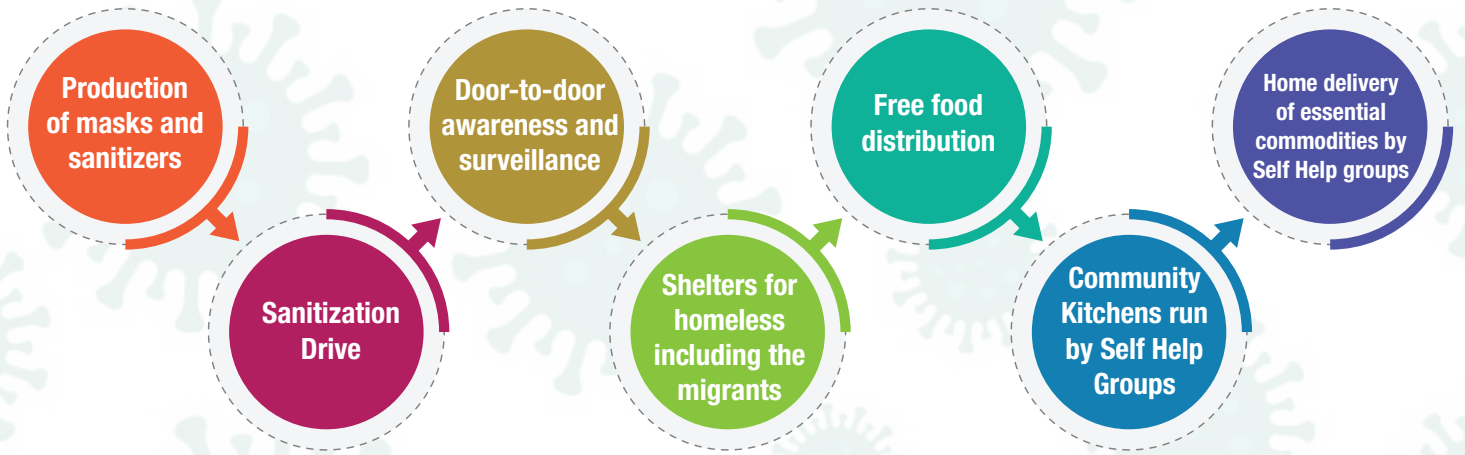 Production
of masks and
sanitizers
Sanitization
Drive
Door-to-door
awareness and
surveillance
Shelters for
homeless
including the
migrants
Free food
distribution
Community
Kitchens run
by Self Help
Groups
Home delivery
of essential
commodities by
Self Help groups